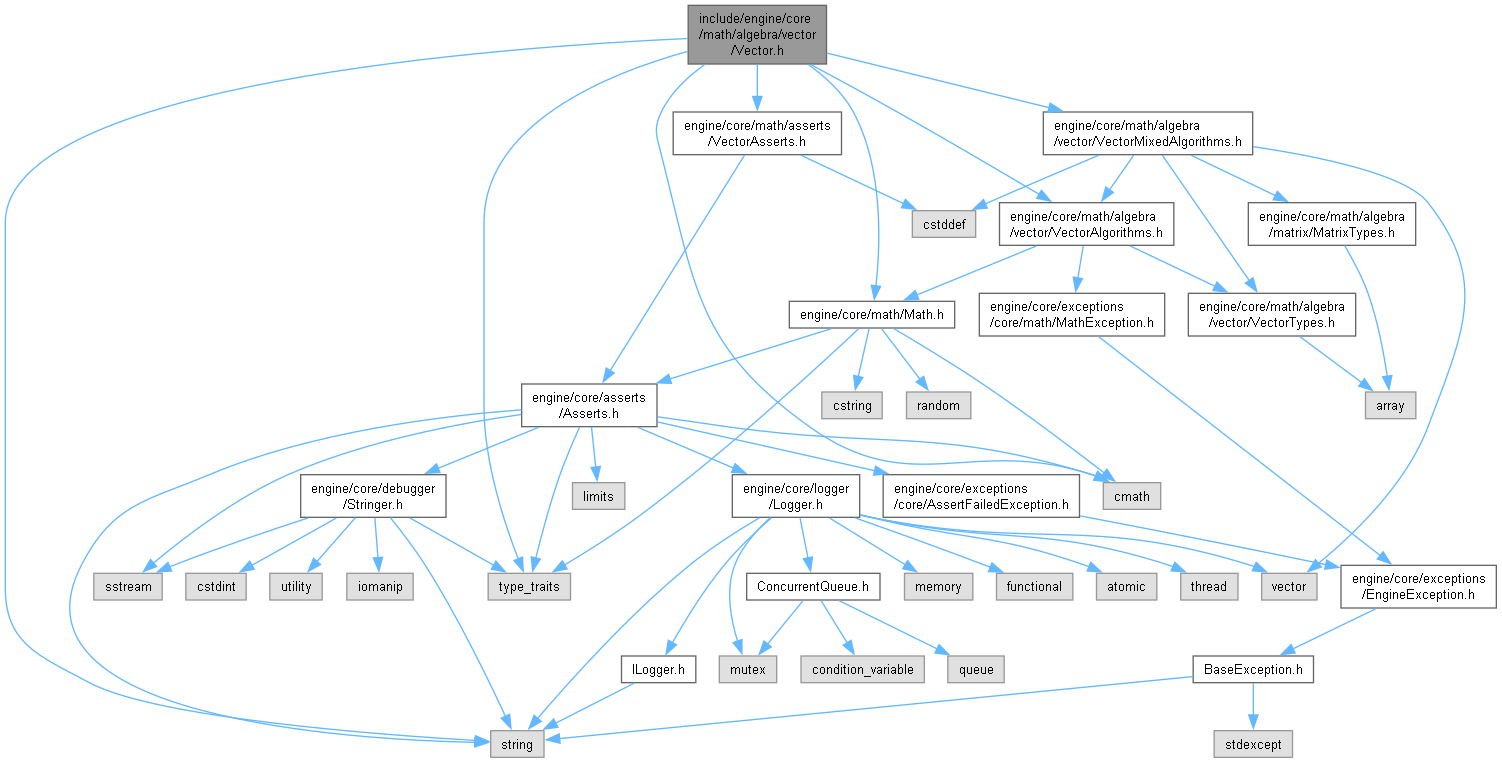 include/engine/core
/math/algebra/vector
/Vector.h
engine/core/math/asserts
/VectorAsserts.h
engine/core/math/algebra
/vector/VectorMixedAlgorithms.h
cstddef
engine/core/math/algebra
/vector/VectorAlgorithms.h
engine/core/math/algebra
/matrix/MatrixTypes.h
engine/core/math/Math.h
engine/core/exceptions
/core/math/MathException.h
engine/core/math/algebra
/vector/VectorTypes.h
engine/core/asserts
/Asserts.h
cstring
random
array
engine/core/debugger
/Stringer.h
limits
engine/core/logger
/Logger.h
engine/core/exceptions
/core/AssertFailedException.h
cmath
sstream
cstdint
utility
iomanip
type_traits
ConcurrentQueue.h
memory
functional
atomic
thread
vector
engine/core/exceptions
/EngineException.h
ILogger.h
mutex
condition_variable
queue
BaseException.h
string
stdexcept